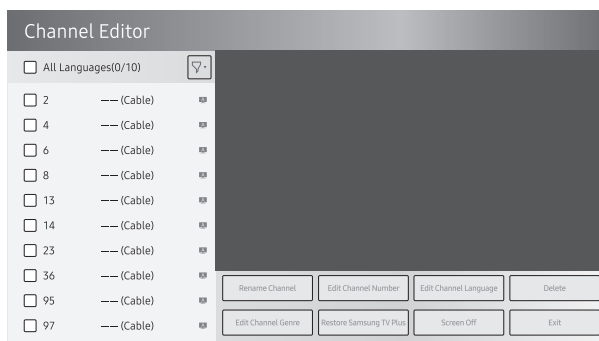 Channel Editor
All Languages(0/10)
2 —— (Cable)
4 —— (Cable)
6 —— (Cable)
8 —— (Cable)
13 —— (Cable)
14 —— (Cable)
23 —— (Cable)
36 —— (Cable)
95 —— (Cable)
97 —— (Cable)
Rename Channel Edit Channel Number Edit Channel Language Delete
Edit Channel Genre Restore Samsung TV Plus Screen Off Exit